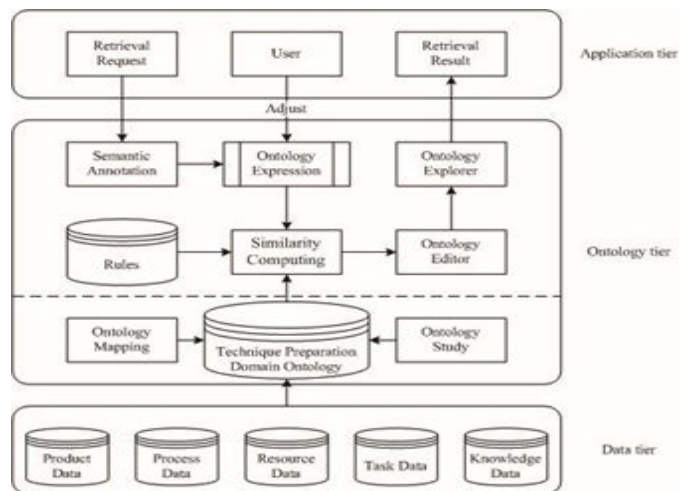 Retrieval
Request
User
Retrieval
Result
Application tier
Adjust
Semantic
Annotation
Ontology
Expression
Ontology
Explorer
Rules
Similarity
Computing
Ontology
Editor
Ontology tier
Ontology
Mapping
Technique Preparation
Domain Ontology
Ontology
Study
Product
Data
Process
Data
Resource
Data
Task Data
Knowledge
Data
Data tier